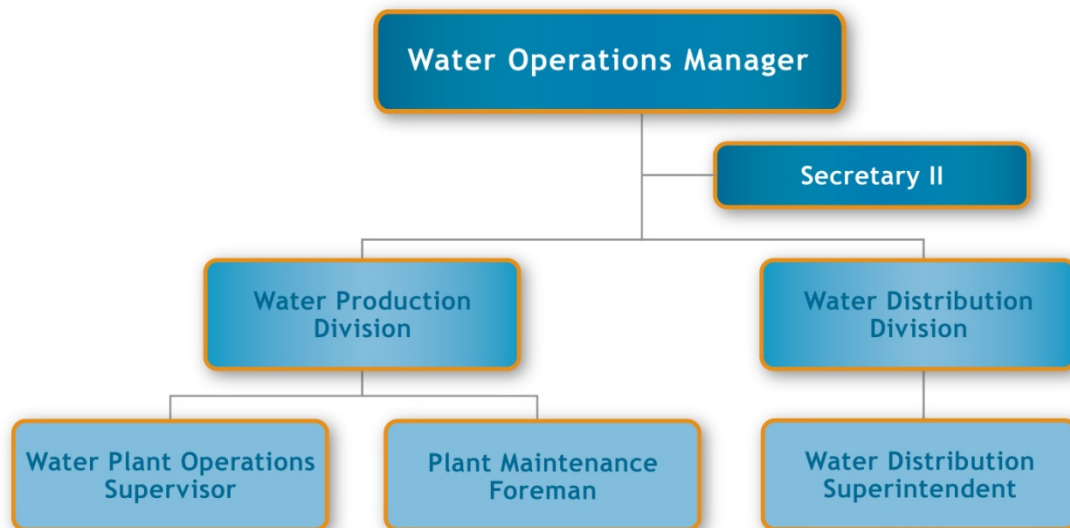 Water Operations Manager
Secretary II
Water Production
Division
Water Distribution
Division
Water Plant Operations
Supervisor
Plant Maintenance
Foreman
Water Distribution
Superintendent